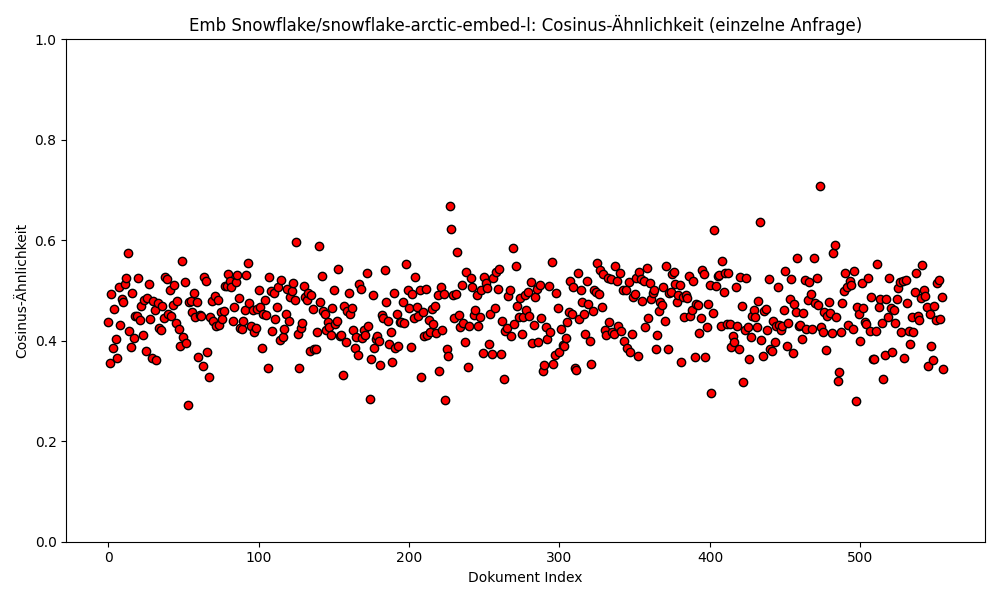 Emb Snowflake/snowflake-arctic-embed-l: Cosinus-Ähnlichkeit (einzelne Anfrage)
Cosinus-Ähnlichkeit
1.0
0.8
0.6
0.4
0.2
0.0
0 100 200 300 400 500
Dokument Index